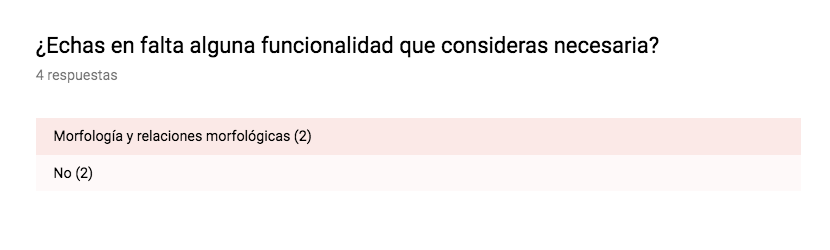 ¿Echas en falta alguna funcionalidad que consideras necesaria?
4 respuestas
Morfología y relaciones morfológicas (2)
No (2)